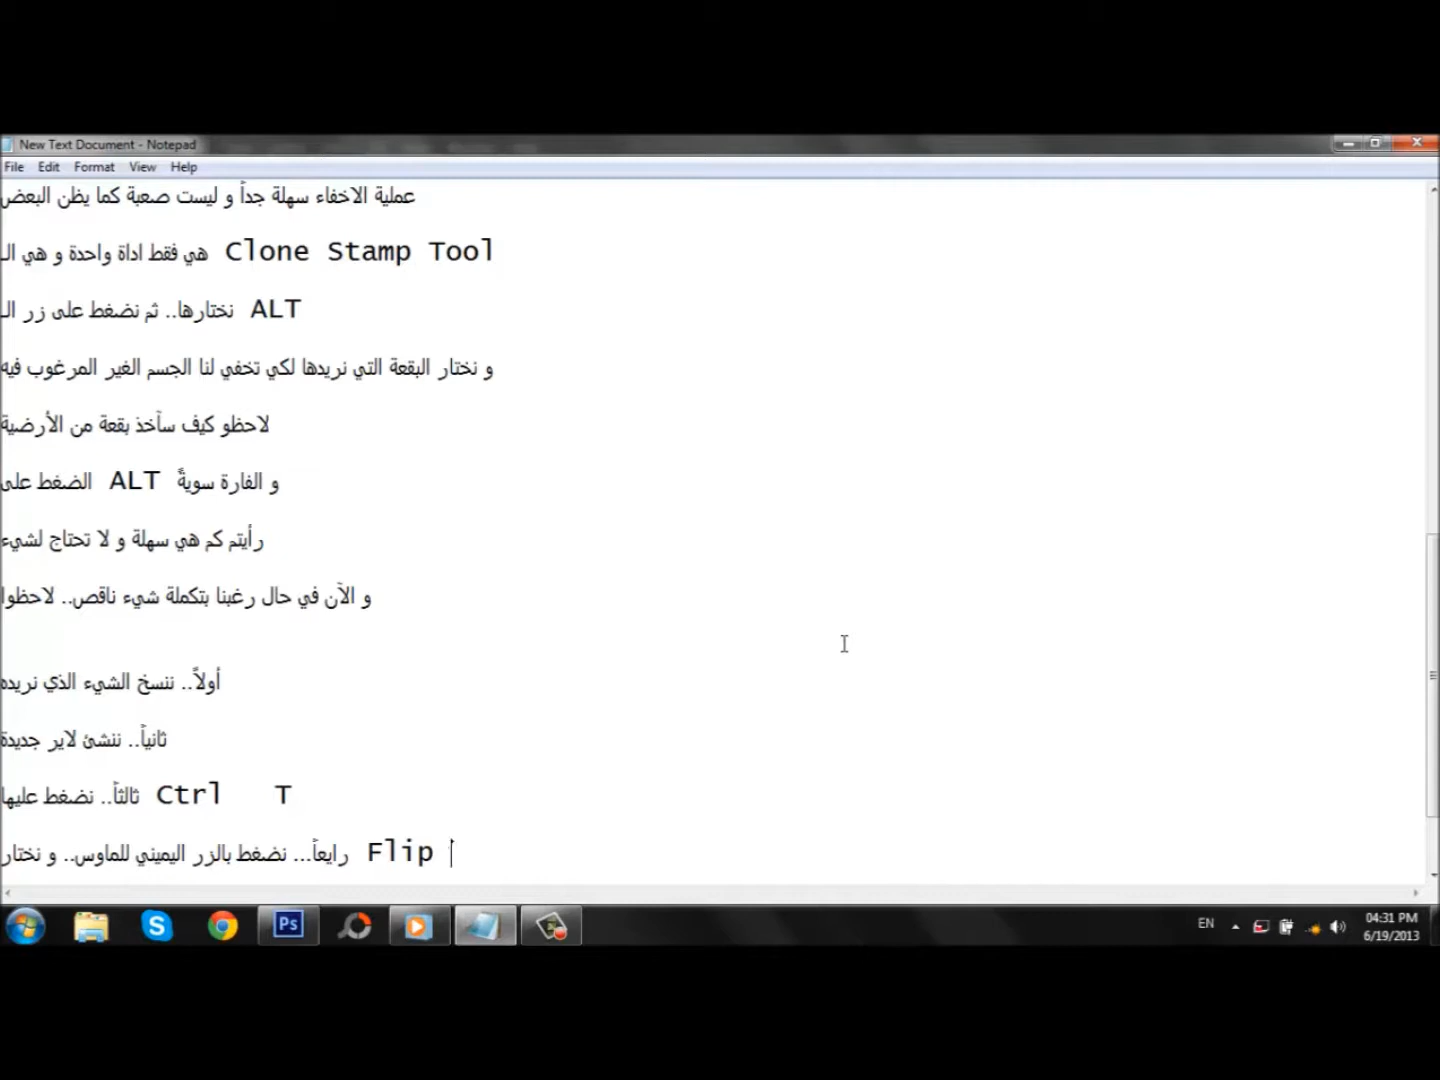 New Text Document - Notepad
File Edit Format View Help
عملية الاخفاء سهلة جداً و ليست صعبة كما يظن البعض
هي فقط اداة واحدة و هي الـ Clone Stamp Tool
نختارها.. ثم نضغط على زر الـ ALT
و نختار البقعة التي نريدها لكي تخفي لنا الجسم الغير المرغوب فيه
لاحظو كيف سآخذ بقعة من الأرضية
الضغط على ALT و الفارة سويةً
رأيتم كم هي سهلة و لا تحتاج لشيء
و الآن في حال رغبنا بتكملة شيء ناقص.. لاحظوا
أولاً.. ننسخ الشيء الذي نريده
ثانياً.. ننشئ لاير جديدة
ثالثاً.. نضغط عليها Ctrl T
رايعاً... نضغط بالزر اليميني للماوس.. و نختار Flip
Ps
EN
04:31 PM
6/19/2013